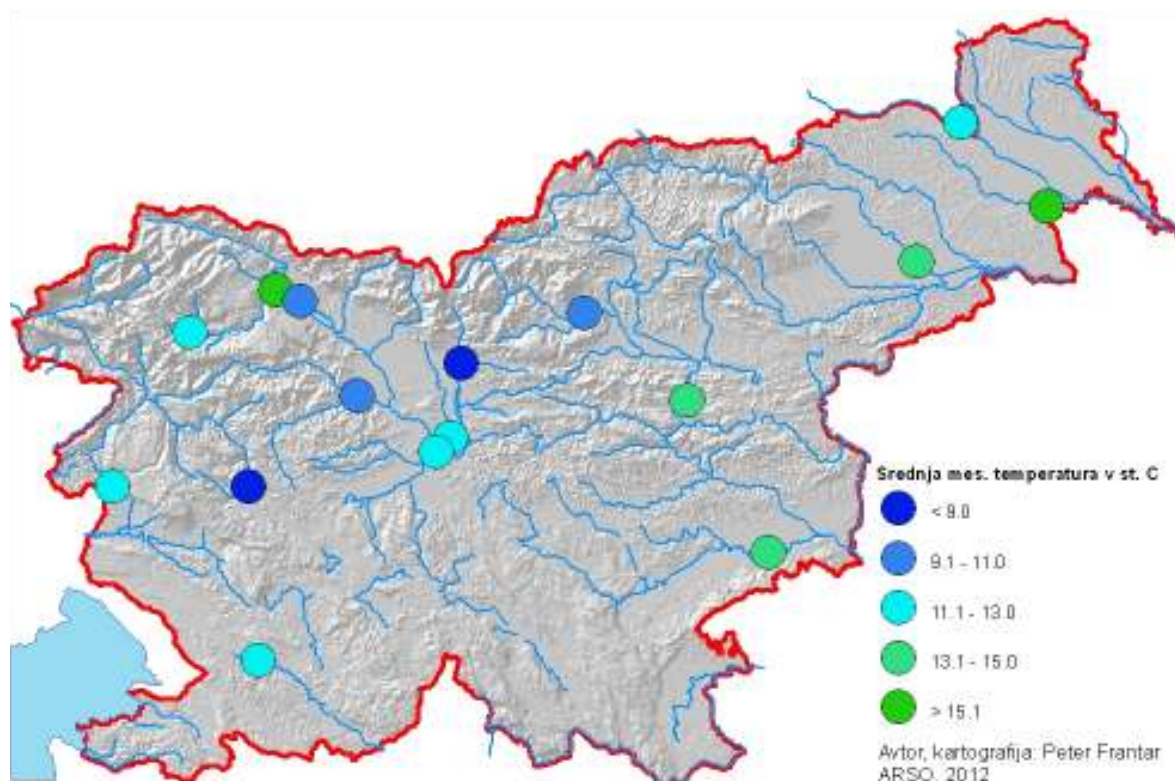 Srednja mes. temperatura v st. C
< 9.0
9.1 - 11.0
11.1 - 13.0
13.1 - 15.0
> 15.1
Avtor, kartografija: Peter Frantar
ARSO, 2012